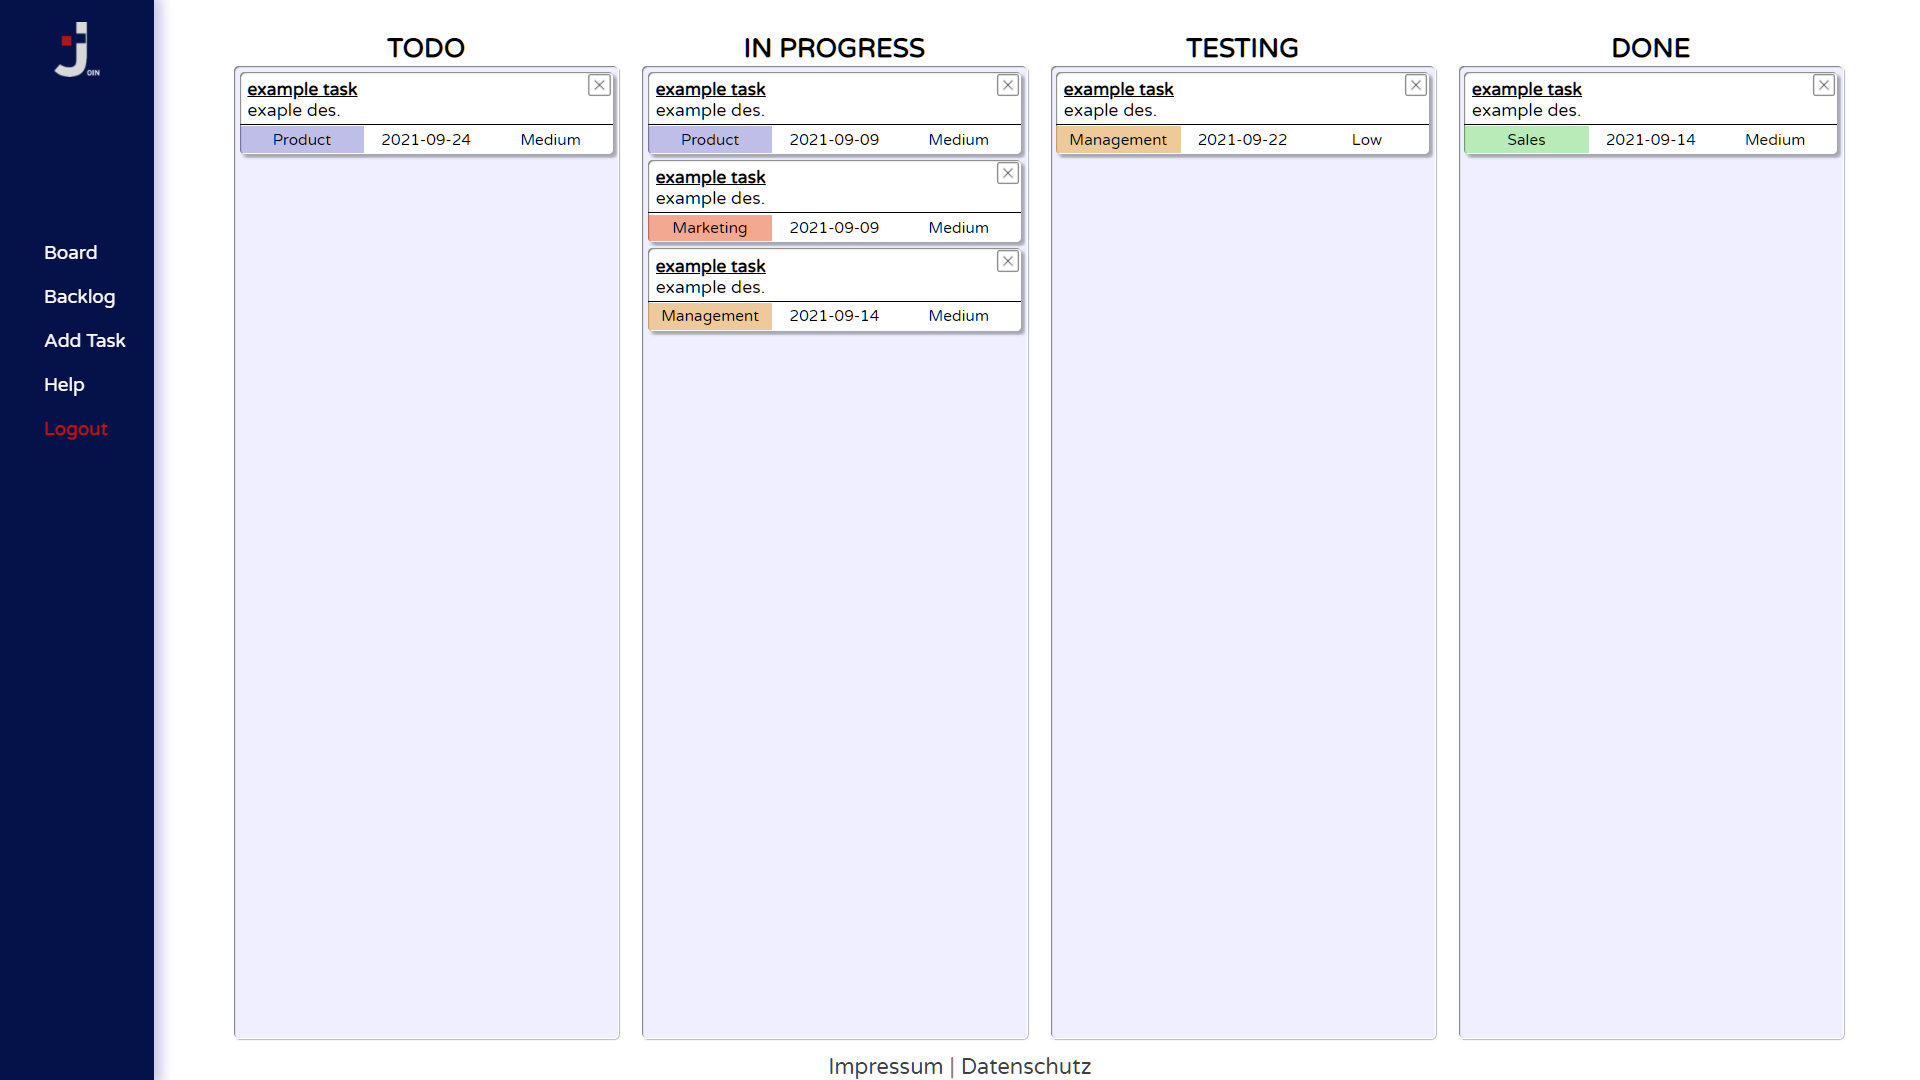 OIN
Board
Backlog
Add Task
Help
Logout
TODO
example task
exaple des.
Product 2021-09-24 Medium
IN PROGRESS
example task
example des.
Product 2021-09-09 Medium
example task
example des.
Marketing 2021-09-09 Medium
example task
example des.
Management 2021-09-14 Medium
TESTING
example task
exaple des.
Management 2021-09-22 Low
DONE
example task
example des.
Sales 2021-09-14 Medium
Impressum | Datenschutz